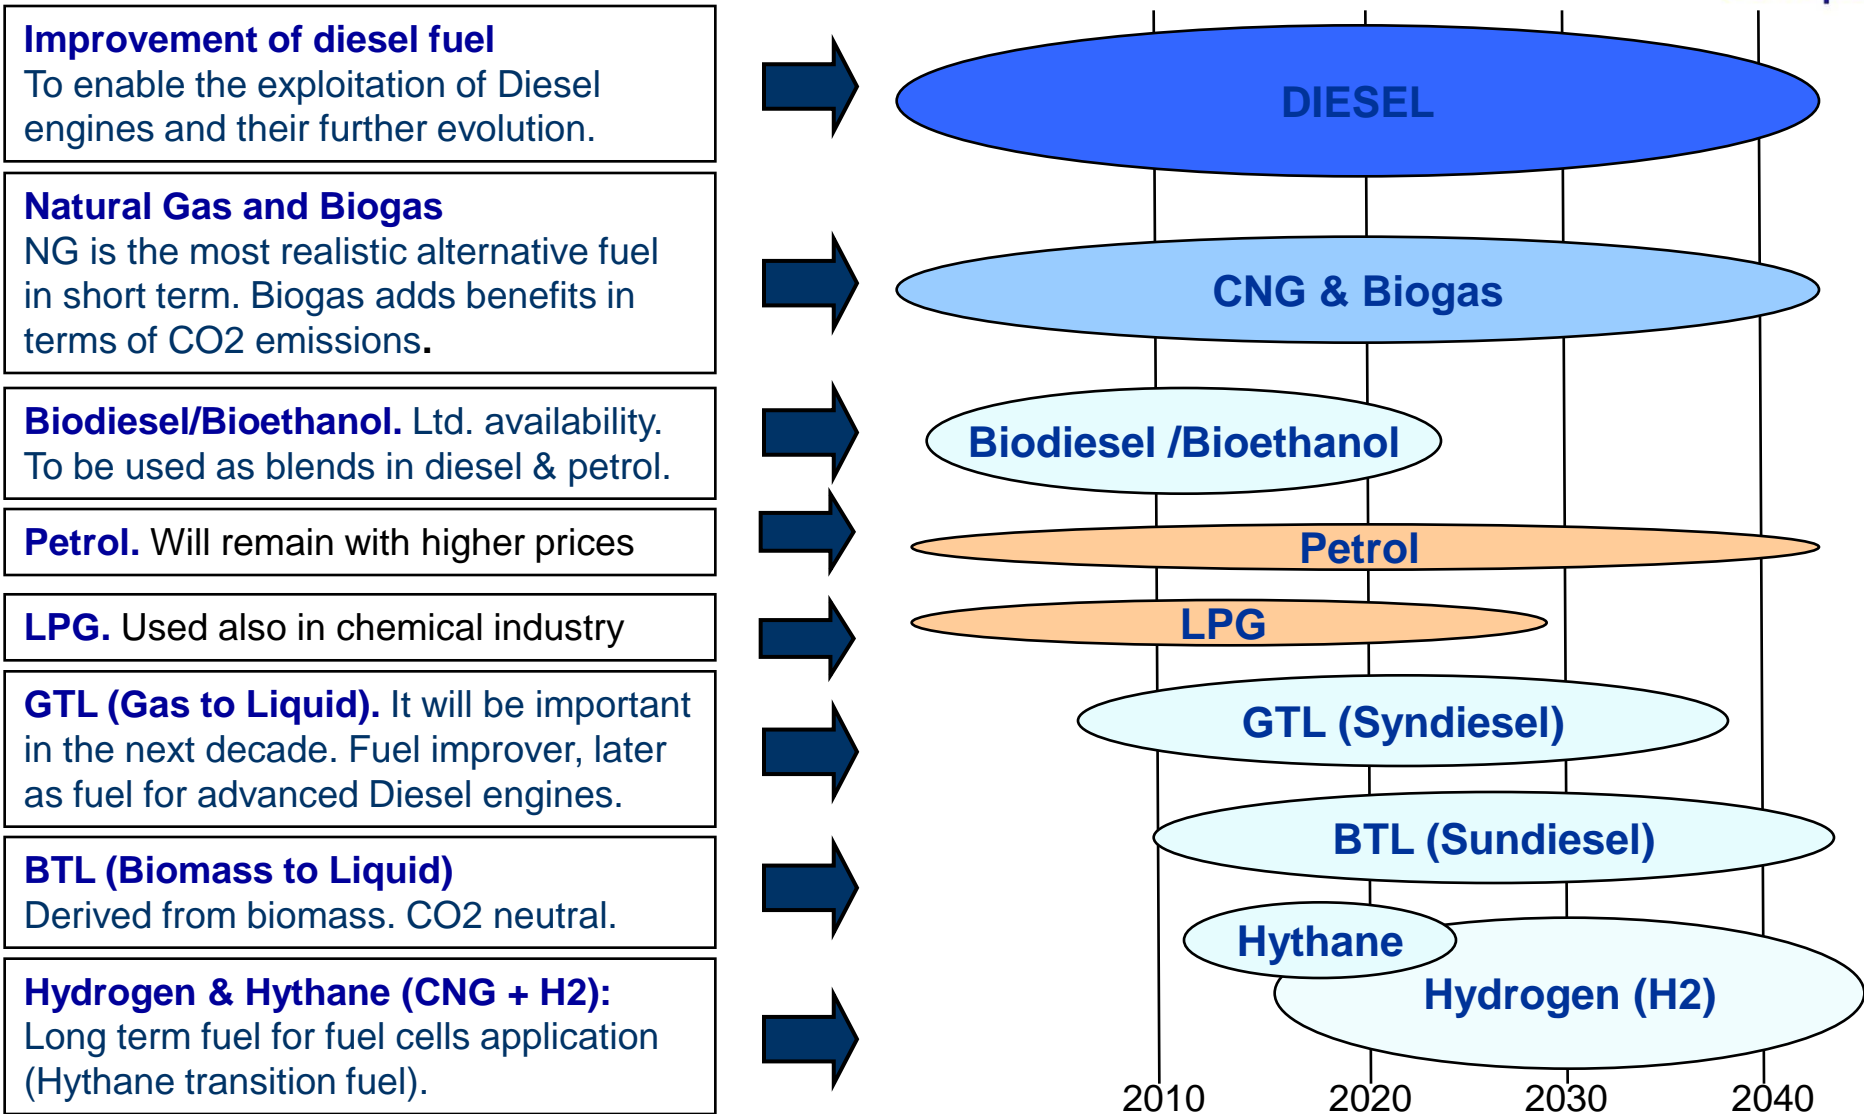 Improvement of diesel fuel
To enable the exploitation of Diesel
engines and their further evolution.
DIESEL
Natural Gas and Biogas
NG is the most realistic alternative fuel
in short term. Biogas adds benefits in
terms of CO2 emissions.
CNG & Biogas
Biodiesel/Bioethanol. Ltd. availability.
To be used as blends in diesel & petrol.
Biodiesel /Bioethanol
Petrol. Will remain with higher prices
Petrol
LPG. Used also in chemical industry
LPG
GTL (Gas to Liquid). It will be important
in the next decade. Fuel improver, later
as fuel for advanced Diesel engines.
GTL (Syndiesel)
BTL (Biomass to Liquid)
Derived from biomass. CO2 neutral.
BTL (Sundiesel)
Hydrogen & Hythane (CNG + H2):
Long term fuel for fuel cells application
(Hythane transition fuel).
Hythane
Hydrogen (H2)
2010 2020 2030 2040